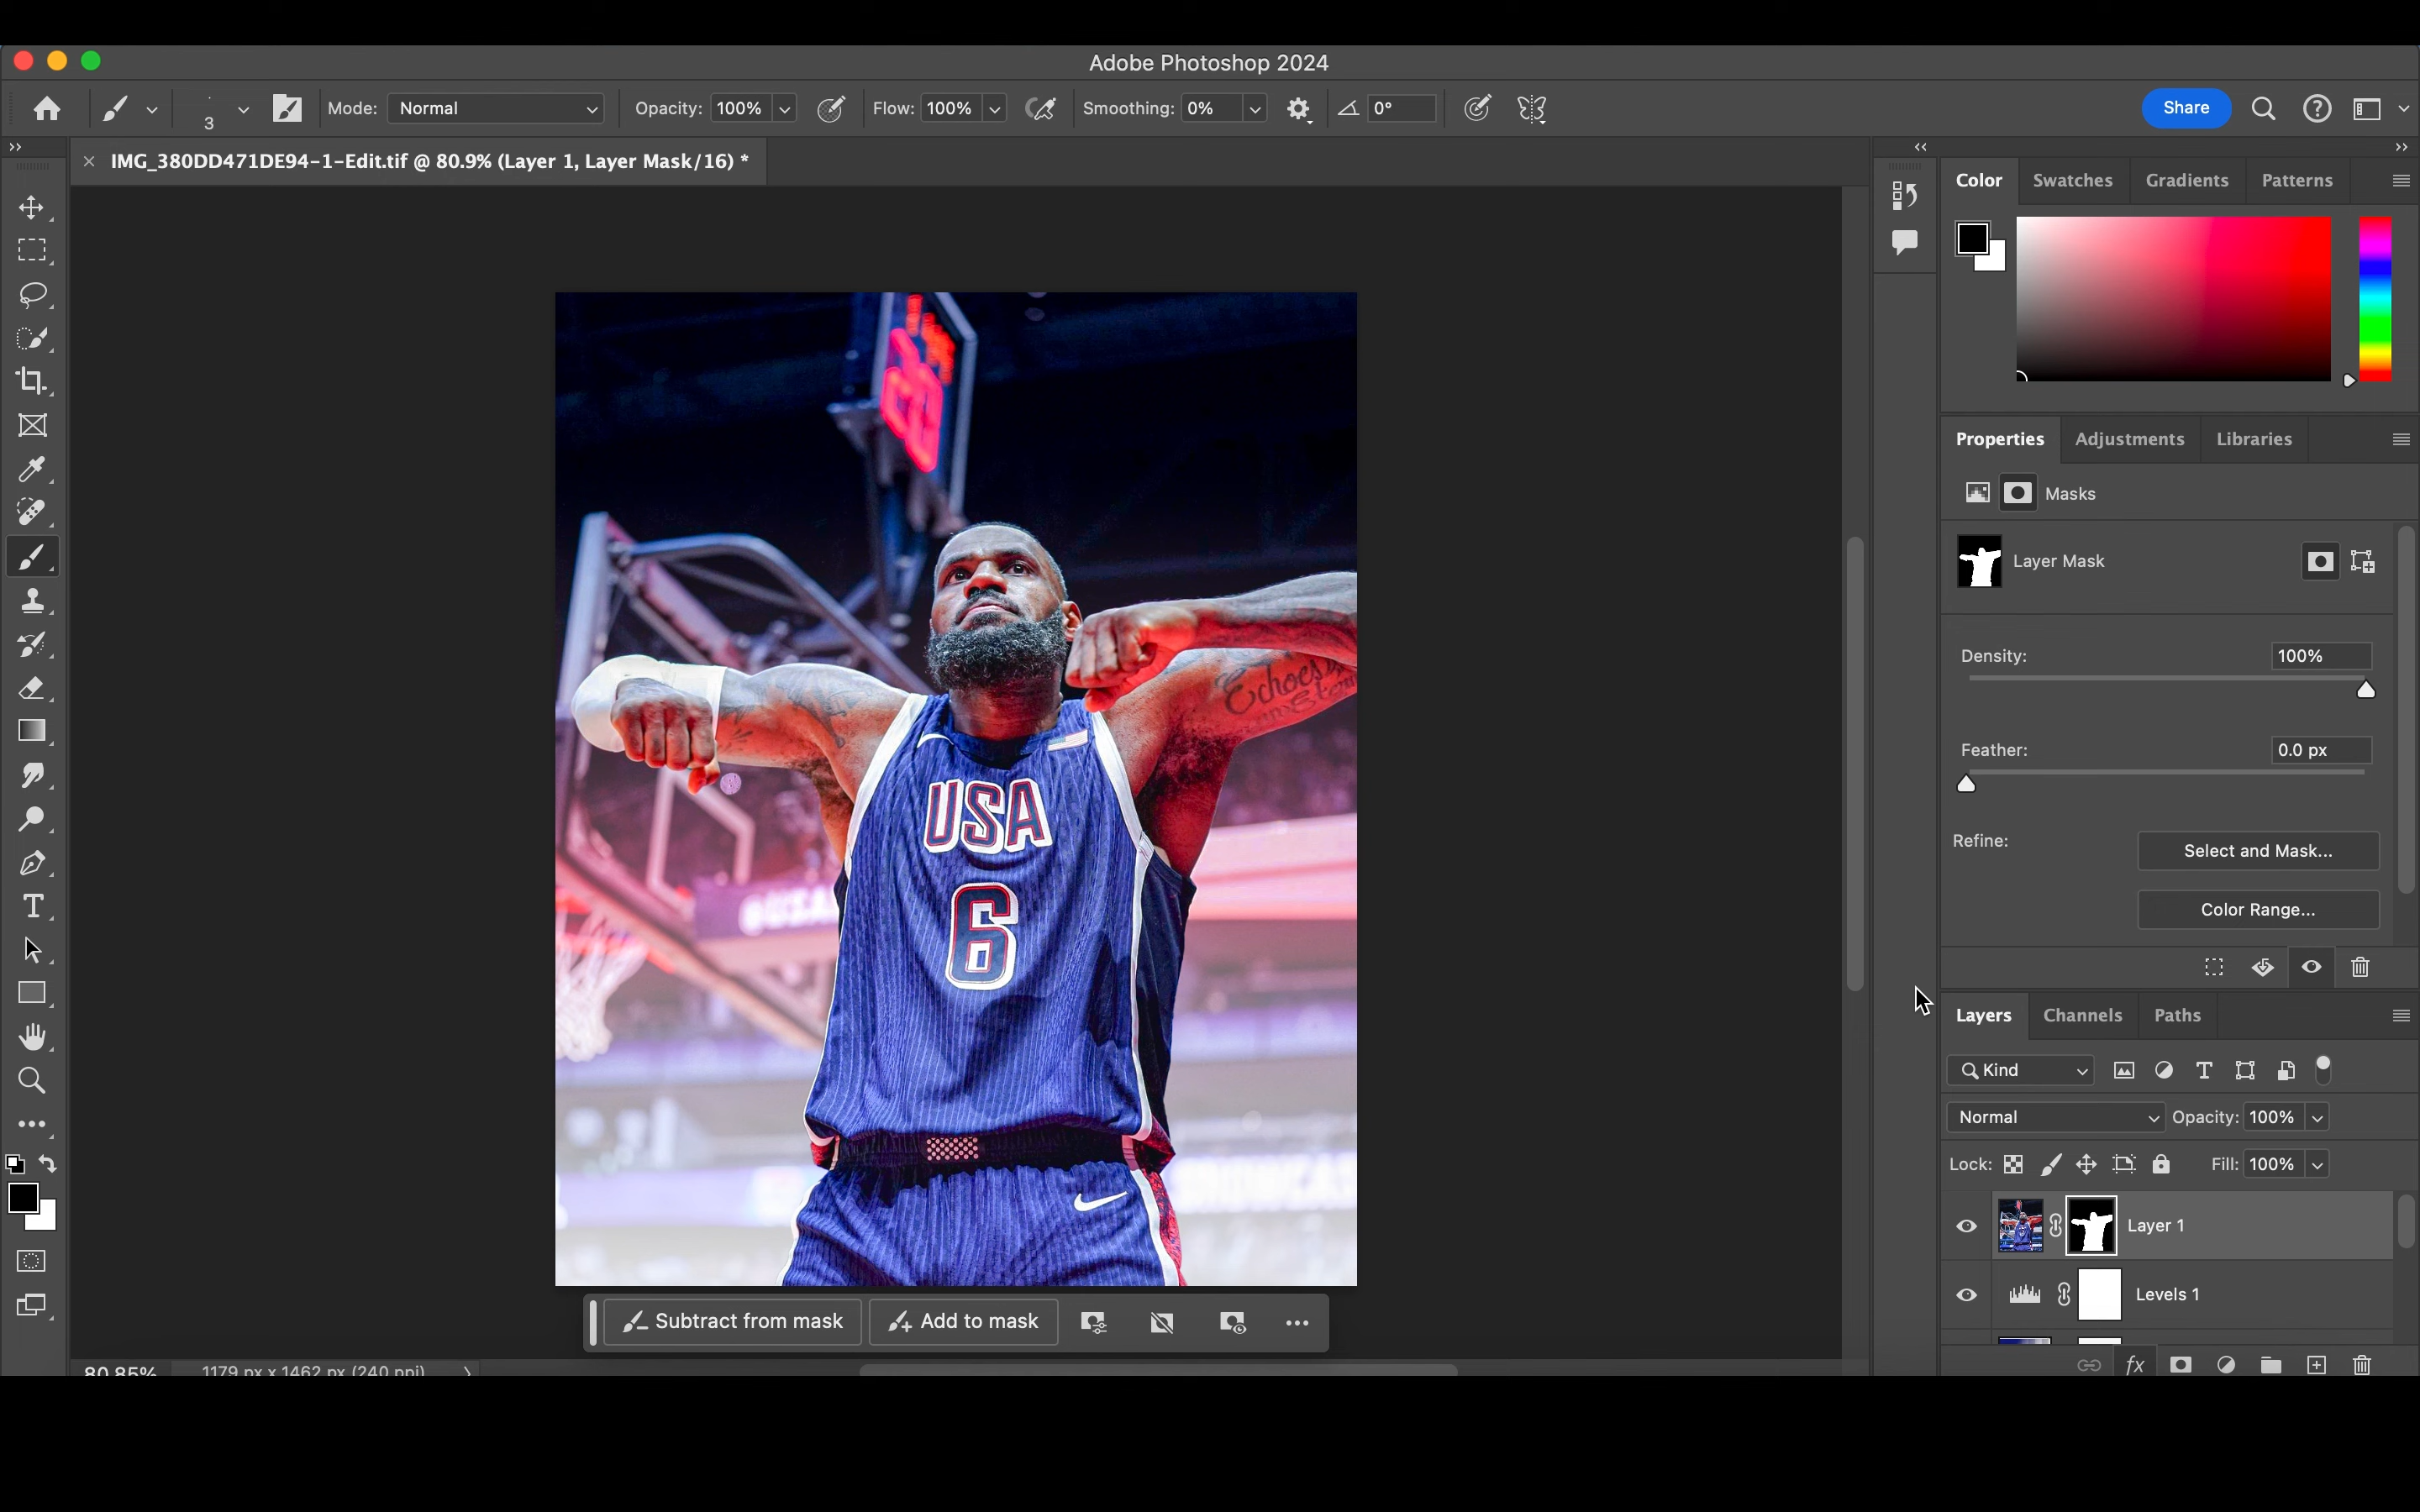 Adobe Photoshop 2024
3 Mode: Normal Opacity: 100% Flow: 100% Smoothing: 0% 0° Share
IMG_380DD471DE94-1-Edit.tif @ 80.9% (Layer 1, Layer Mask/16) *
Color Swatches Gradients Patterns
Properties Adjustments Libraries
Masks
Layer Mask
Density: 100%
Feather: 0.0 px
Refine: Select and Mask...
Color Range...
Echoes
USA
6
Layers Channels Paths
Kind
Normal Opacity: 100%
Lock: Fill: 100%
Layer 1
Levels 1
fx
Subtract from mask Add to mask
80.85% 1179 px x 1462 px (240 ppi)